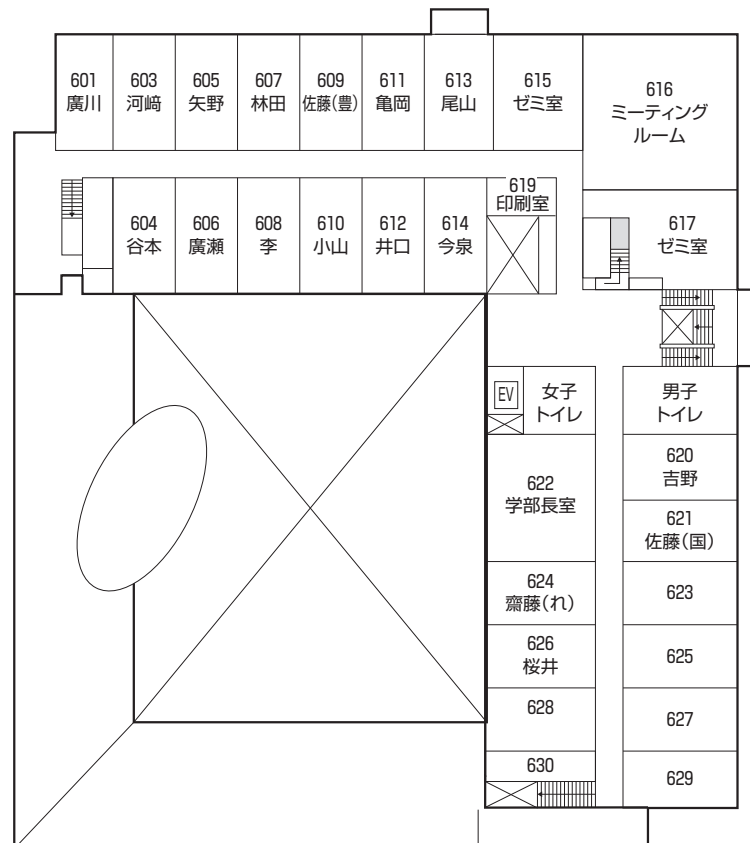 601
廣川
603
河﨑
605
矢野
607
林田
609
佐藤（豊）
611
亀岡
613
尾山
615
ゼミ室
616
ミーティング
ルーム
604
谷本
606
廣瀬
608
李
610
小山
612
井口
614
今泉
619
印刷室
617
ゼミ室
EV
女子
トイレ
男子
トイレ
620
吉野
622
学部長室
621
佐藤（国）
624
齋藤（れ）
623
626
桜井
625
628
627
630
629